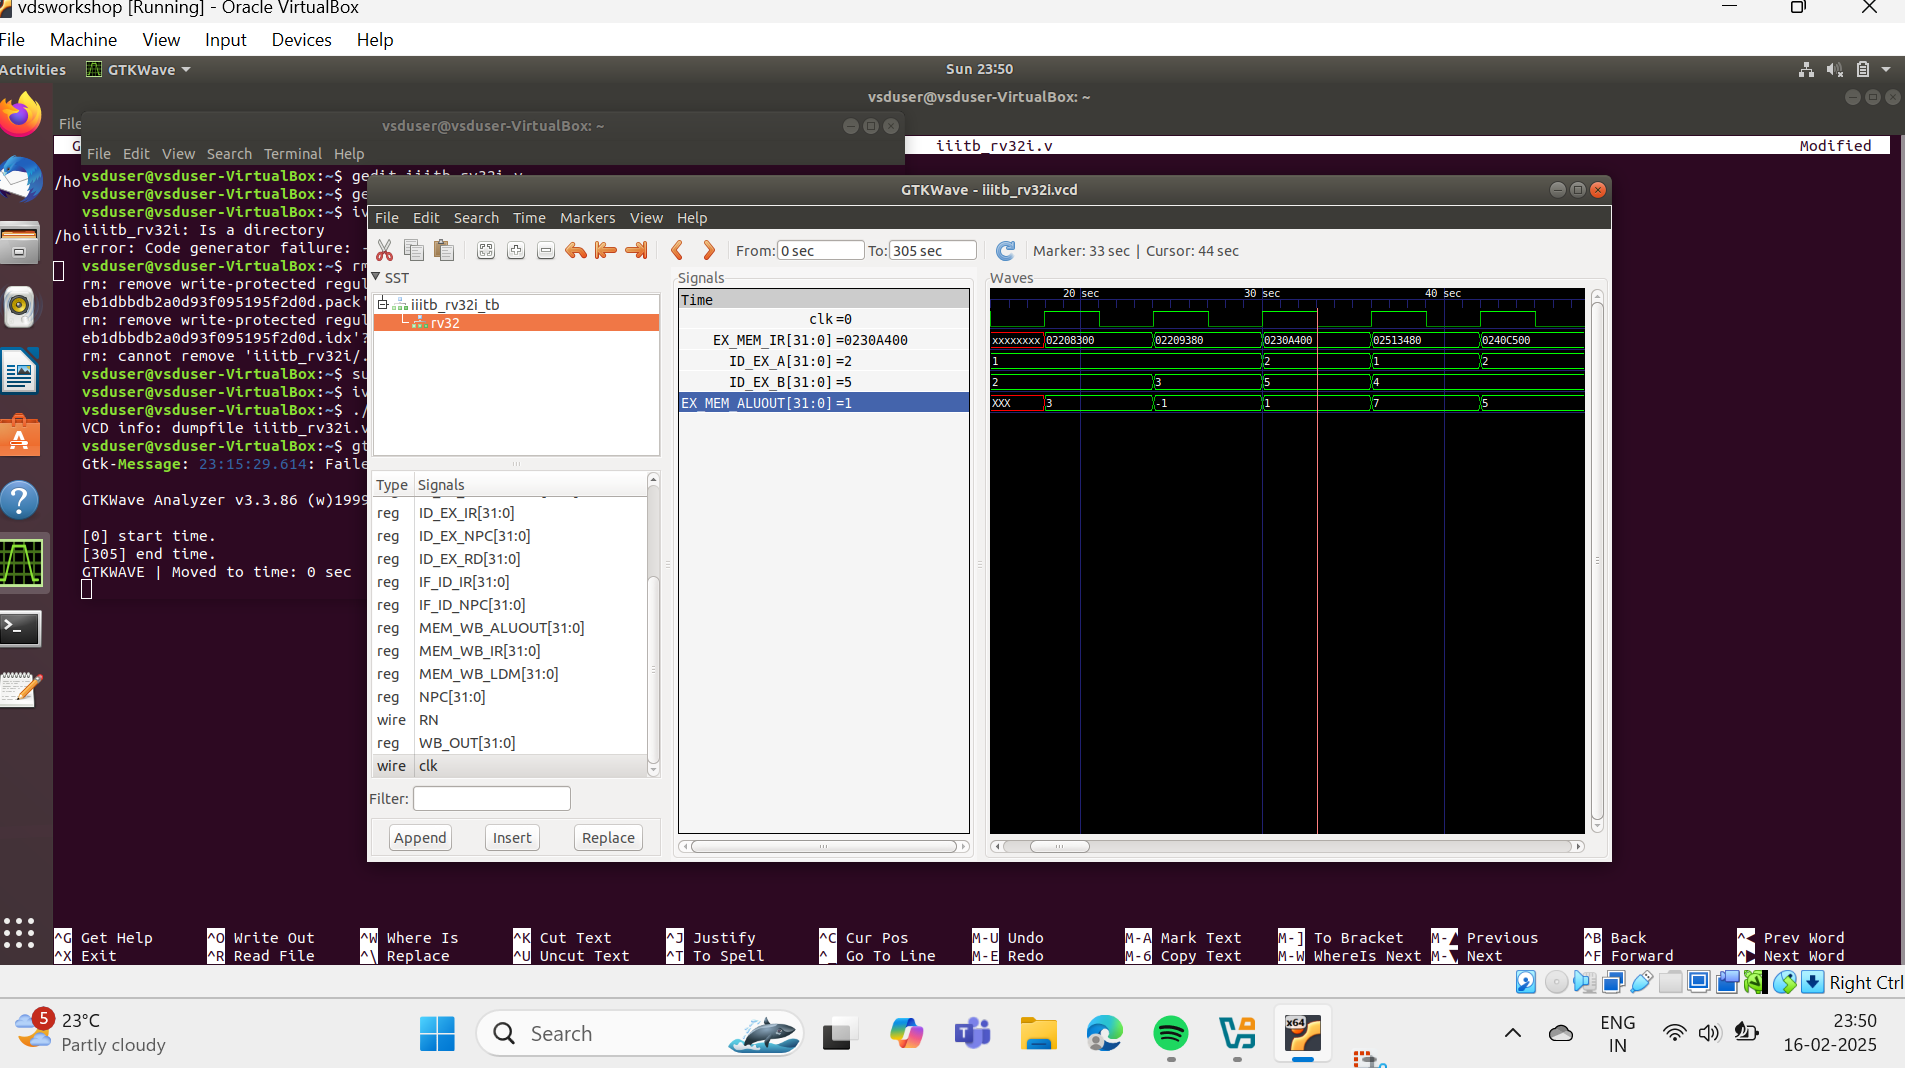 vdsworkshop [Running] - Oracle VirtualBox
File Machine View Input Devices Help
Activities GTKWave Sun 23:50
vsduser@vsduser-VirtualBox: ~
File
vsduser@vsduser-VirtualBox: ~
G iiitb_rv32i.v Modified
File Edit View Search Terminal Help
/ho
/ho
vsduser@vsduser-VirtualBox:~$ gedit iiitb_rv32i.v
vsduser@vsduser-VirtualBox:~$ ge
vsduser@vsduser-VirtualBox:~$ iv
iiitb_rv32i: Is a directory
error: Code generator failure: -
vsduser@vsduser-VirtualBox:~$ rm
rm: remove write-protected regul
eb1dbbdb2a0d93f095195f2d0d.pack'
rm: remove write-protected regul
eb1dbbdb2a0d93f095195f2d0d.idx'?
rm: cannot remove 'iiitb_rv32i/.
vsduser@vsduser-VirtualBox:~$ su
vsduser@vsduser-VirtualBox:~$ iv
vsduser@vsduser-VirtualBox:~$ ./
VCD info: dumpfile iiitb_rv32i.v
vsduser@vsduser-VirtualBox:~$ gt
Gtk-Message: 23:15:29.614: Faile
GTKWave Analyzer v3.3.86 (w)1999
[0] start time.
[305] end time.
GTKWAVE | Moved to time: 0 sec
GTKWave - iiitb_rv32i.vcd
File Edit Search Time Markers View Help
From: 0 sec To: 305 sec Marker: 33 sec | Cursor: 44 sec
SST
iiitb_rv32i_tb
rv32
Type Signals
reg ID_EX_IR[31:0]
reg ID_EX_NPC[31:0]
reg ID_EX_RD[31:0]
reg IF_ID_IR[31:0]
reg IF_ID_NPC[31:0]
reg MEM_WB_ALUOUT[31:0]
reg MEM_WB_IR[31:0]
reg MEM_WB_LDM[31:0]
reg NPC[31:0]
wire RN
reg WB_OUT[31:0]
wire clk
Filter:
Append Insert Replace
Signals
Time
clk=0
EX_MEM_IR[31:0]=0230A400
ID_EX_A[31:0]=2
ID_EX_B[31:0]=5
EX_MEM_ALUOUT[31:0]=1
Waves
20 sec 30 sec 40 sec
xxxxxxxx 02208300 02209380 0230A400 02513480 0240C500
1 2 1 2
2 3 5 4
XXX 3 -1 1 7 5
^G Get Help ^O Write Out ^W Where Is ^K Cut Text ^J Justify ^C Cur Pos M-U Undo M-A Mark Text M-] To Bracket M-▲ Previous ^B Back ^◀ Prev Word
^X Exit ^R Read File ^\ Replace ^U Uncut Text ^T To Spell ^_ Go To Line M-E Redo M-6 Copy Text M-W WhereIs Next M-▼ Next ^F Forward ^▶ Next Word
Right Ctrl
5
23°C
Partly cloudy
Search
x64
ENG
IN
23:50
16-02-2025